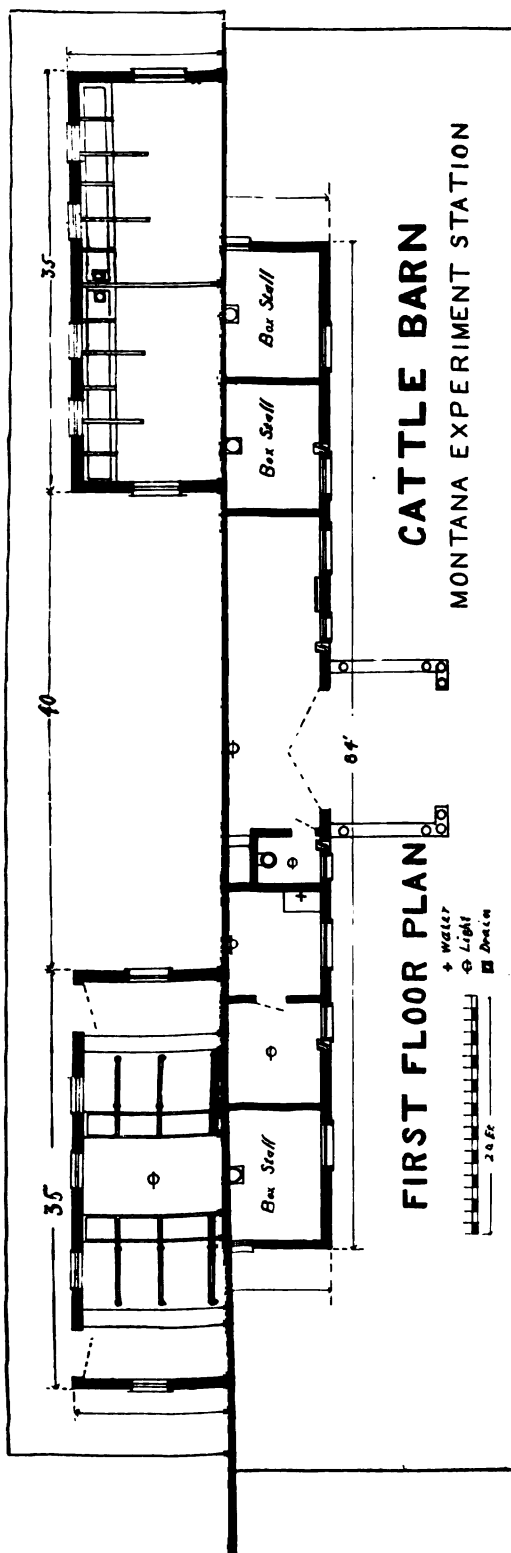 CATTLE BARN
MONTANA EXPERIMENT STATION
FIRST FLOOR PLAN
+ Water
⊖ Light
Drain
24 Ft
35
40
35
84'
Box Stall
Box Stall
Box Stall